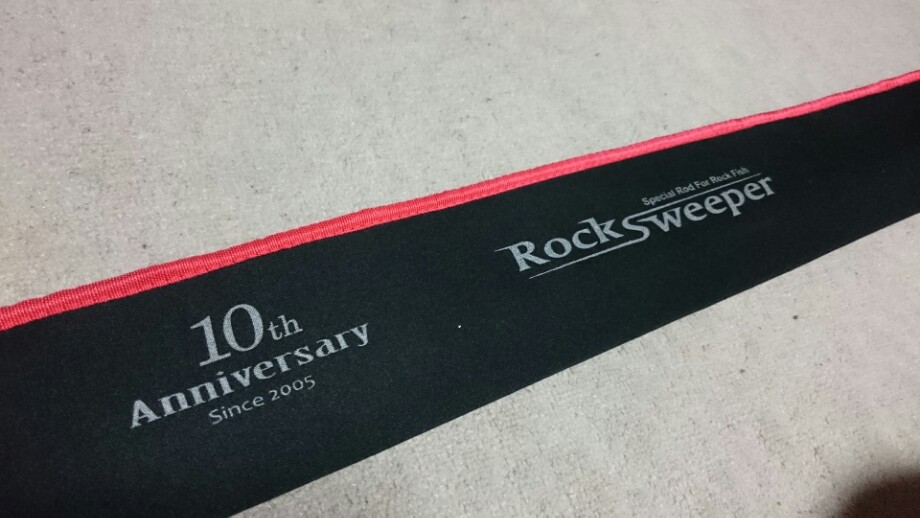 10th
Anniversary
Since 2005
Special Rod For Rock Fish
RockSweeper